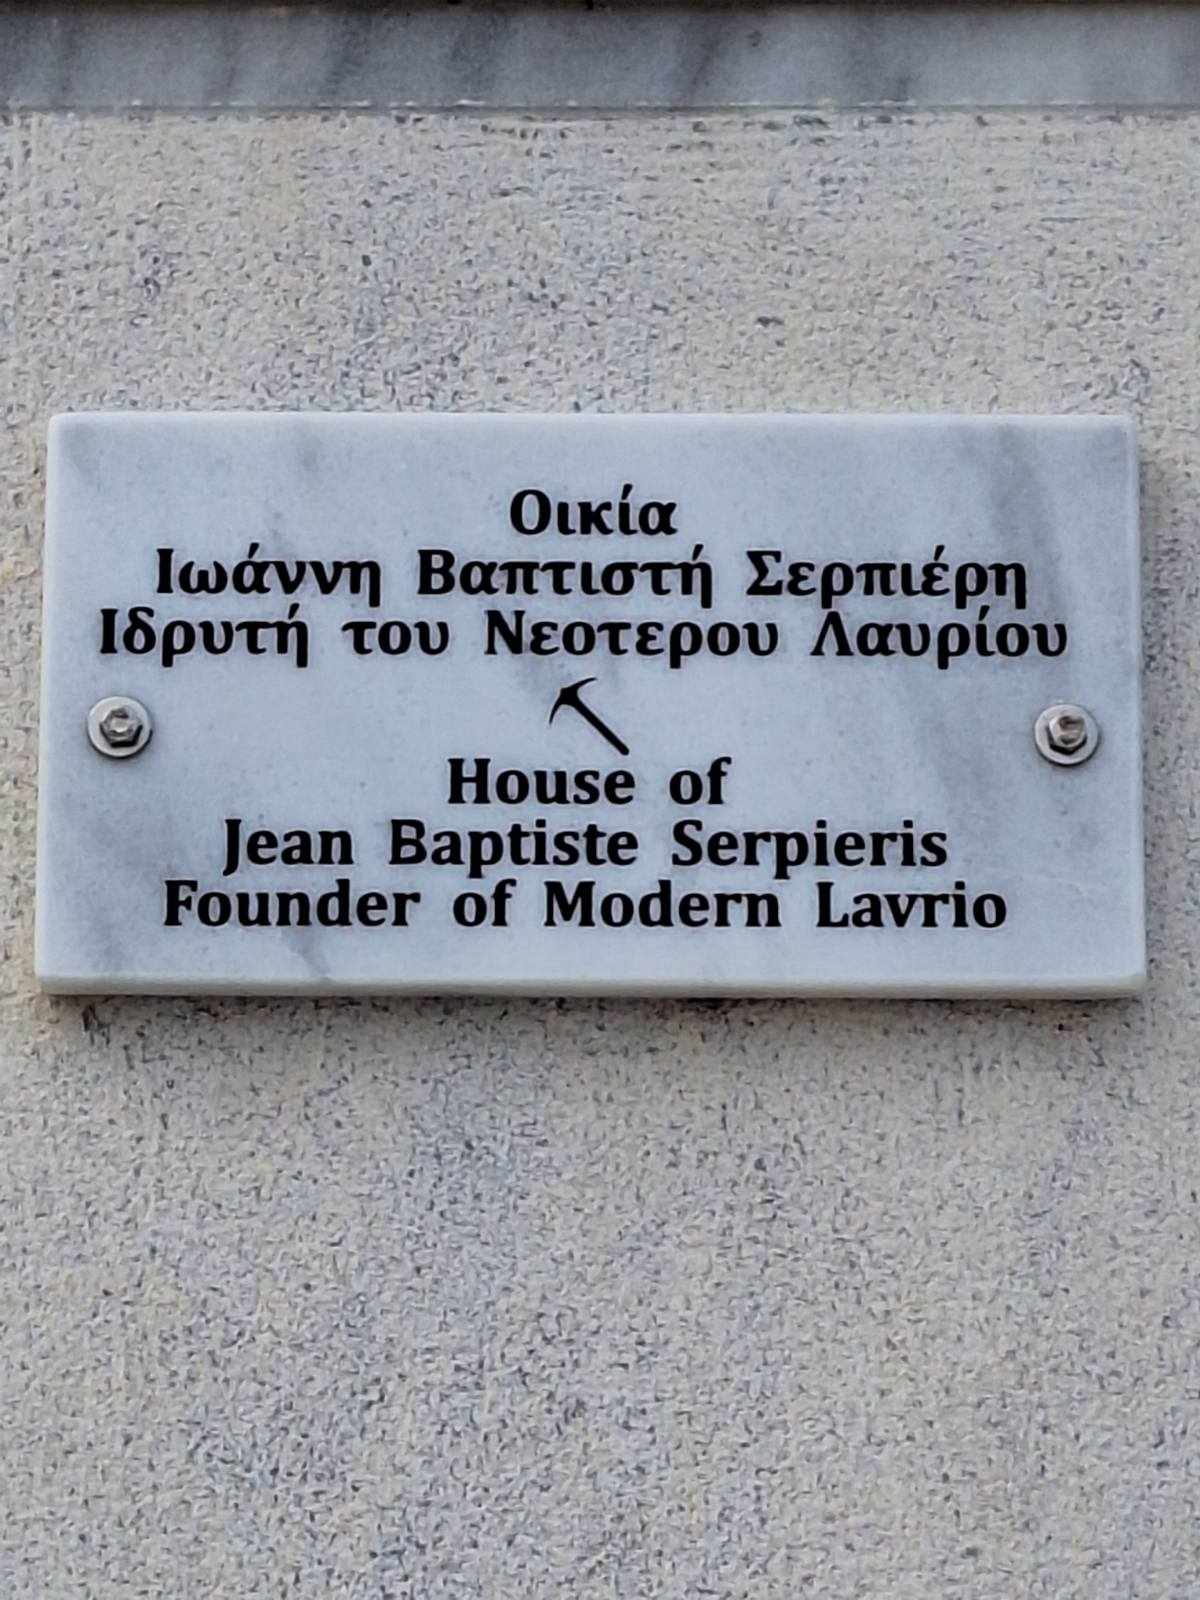 Οικία
Ιωάννη Βαπτιστή Σερπιέρη
Ιδρυτή του Νεοτερου Λαυρίου
House of
Jean Baptiste Serpieris
Founder of Modern Lavrio